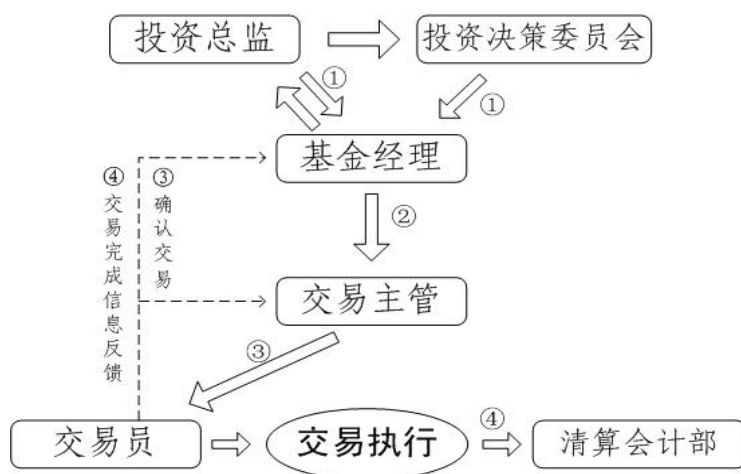 投资总监
投资决策委员会
①
①
基金经理
④交易完成信息反馈
③确认交易
②
交易主管
③
交易员
交易执行
④
清算会计部